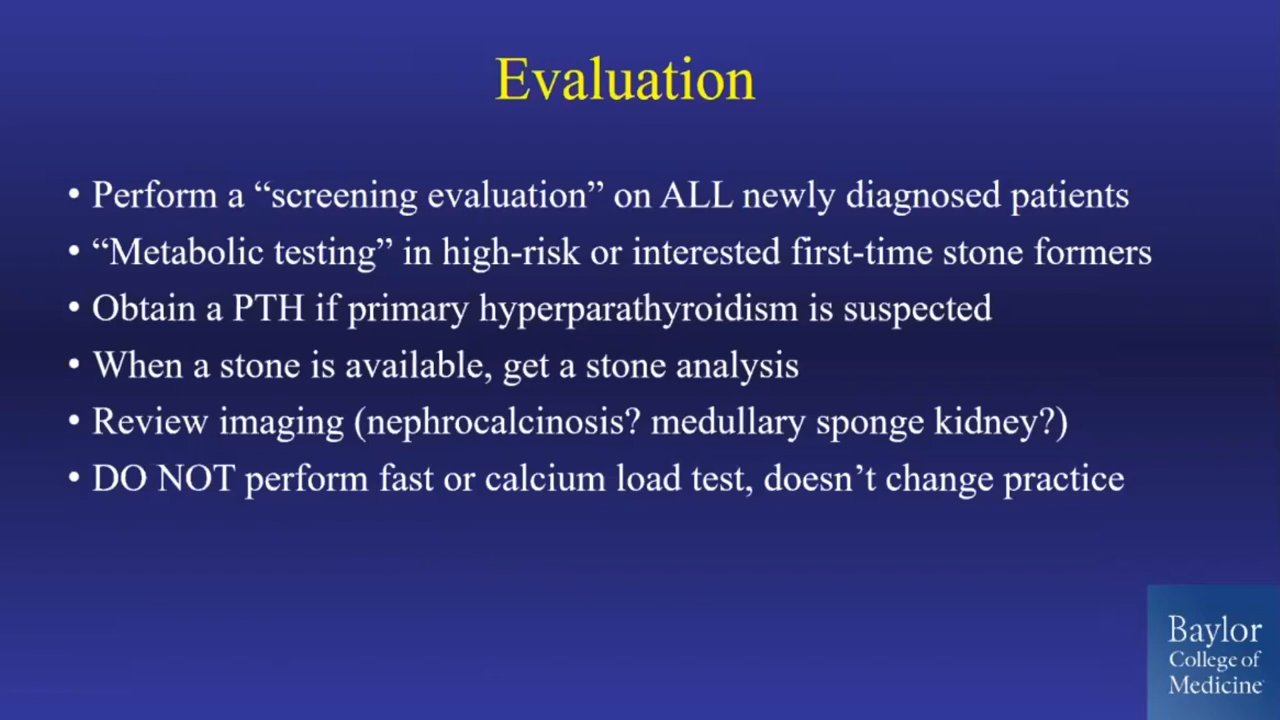 Evaluation
• Perform a “screening evaluation” on ALL newly diagnosed patients
• “Metabolic testing” in high-risk or interested first-time stone formers
• Obtain a PTH if primary hyperparathyroidism is suspected
• When a stone is available, get a stone analysis
• Review imaging (nephrocalcinosis? medullary sponge kidney?)
• DO NOT perform fast or calcium load test, doesn’t change practice
Baylor
College of
Medicine